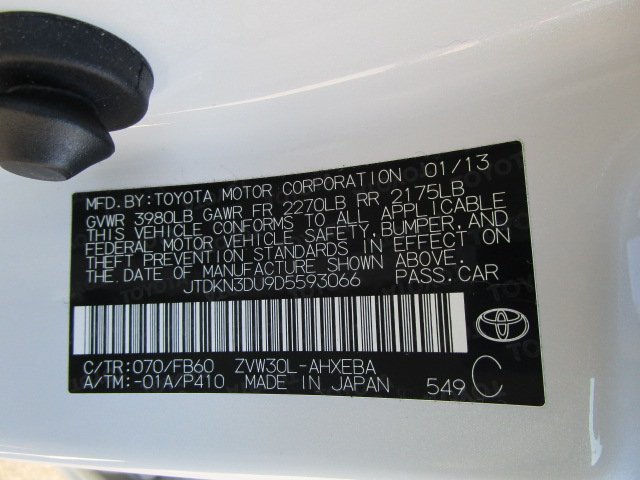 MFD.BY:TOYOTA MOTOR CORPORATION 01/13
GVWR 3980LB GAWR FR 2270LB RR 2175LB
THIS VEHICLE CONFORMS TO ALL APPLICABLE
FEDERAL MOTOR VEHICLE SAFETY,BUMPER,AND
THEFT PREVENTION STANDARDS IN EFFECT ON
THE DATE OF MANUFACTURE SHOWN ABOVE.
JTDKN3DU9D5593066 PASS.CAR
C/TR:070/FB60 ZVW30L-AHXEBA
A/TM:-01A/P410 MADE IN JAPAN 549 C